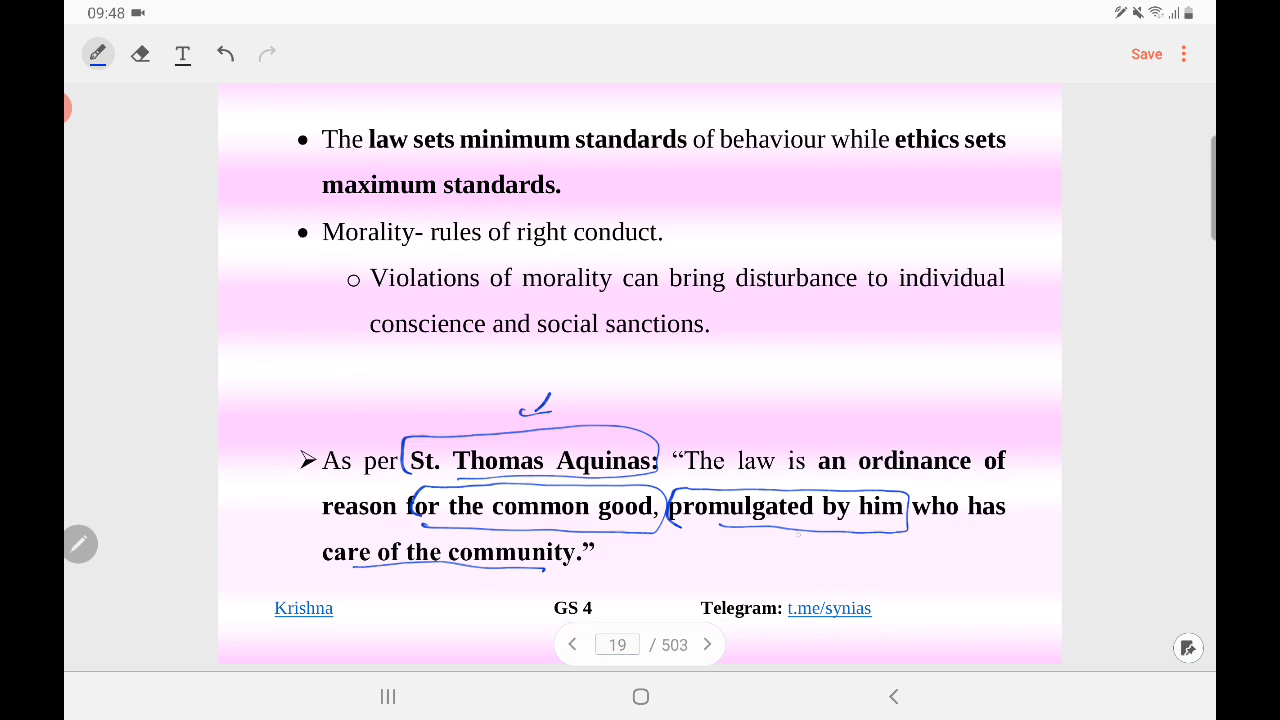 09:48
T
Save
• The law sets minimum standards of behaviour while ethics sets
maximum standards.
• Morality- rules of right conduct.
o Violations of morality can bring disturbance to individual
conscience and social sanctions.
➢ As per St. Thomas Aquinas: “The law is an ordinance of
reason for the common good, promulgated by him who has
care of the community.”
Krishna GS 4 Telegram: t.me/synias
19 / 503